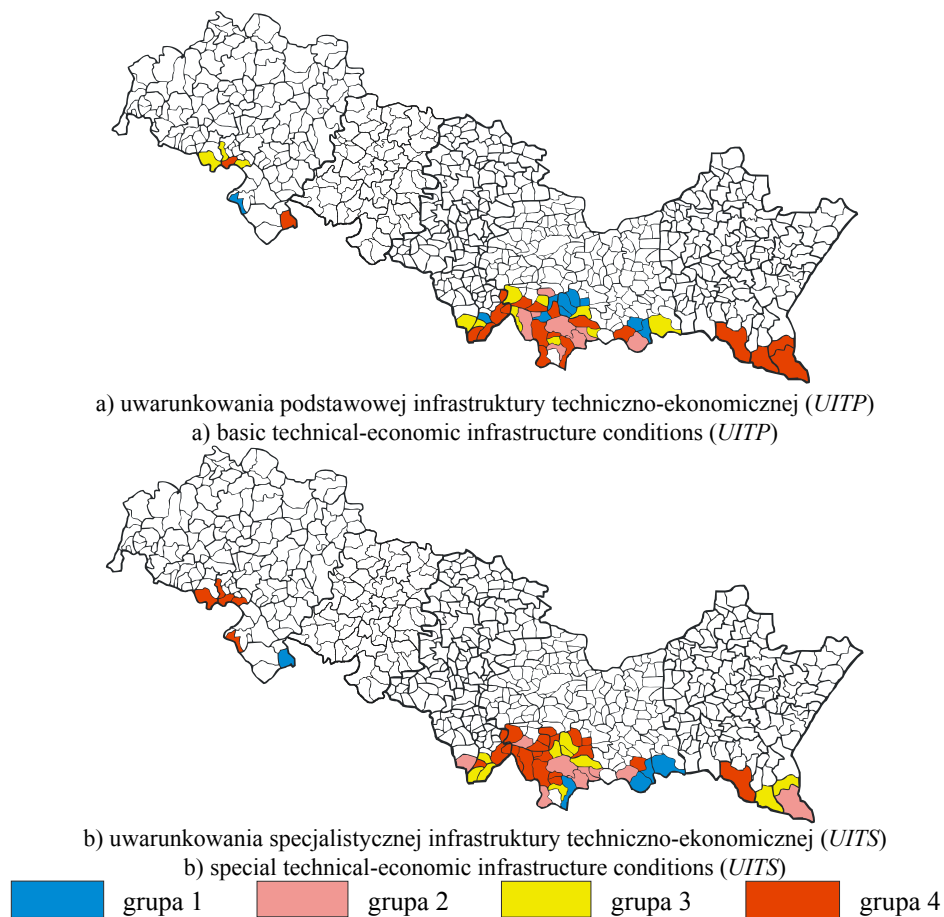 a) uwarunkowania podstawowej infrastruktury techniczno-ekonomicznej (UITP)
a) basic technical-economic infrastructure conditions (UITP)
b) uwarunkowania specjalistycznej infrastruktury techniczno-ekonomicznej (UITS)
b) special technical-economic infrastructure conditions (UITS)
grupa 1 grupa 2 grupa 3 grupa 4